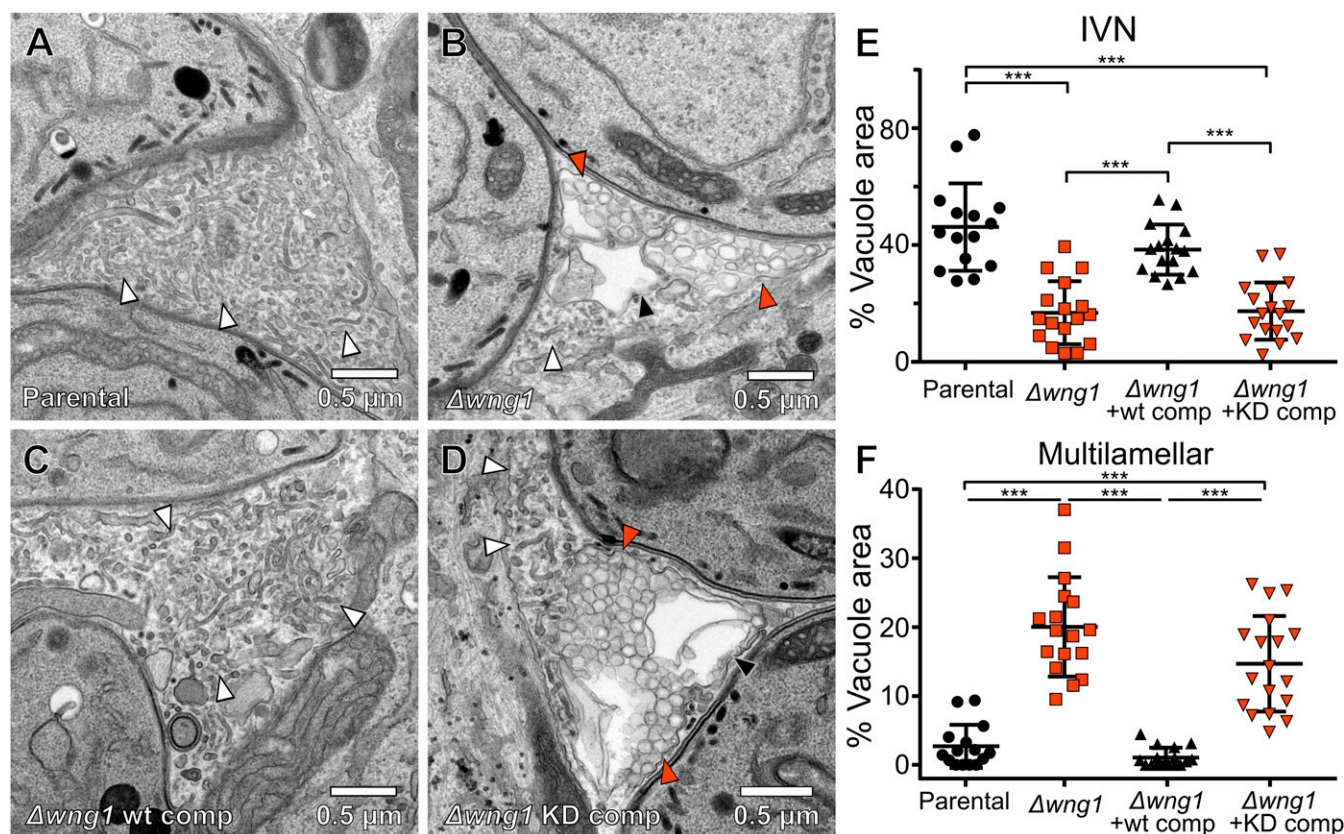 A
Parental
0.5 µm
B
Δwng1
0.5 µm
C
Δwng1 wt comp
0.5 µm
D
Δwng1 KD comp
0.5 µm
E
IVN
% Vacuole area
80
40
0
***
***
***
***
Parental
Δwng1
Δwng1
+wt comp
Δwng1
+KD comp
F
Multilamellar
% Vacuole area
40
30
20
10
0
***
***
***
***
Parental
Δwng1
Δwng1
+wt comp
Δwng1
+KD comp